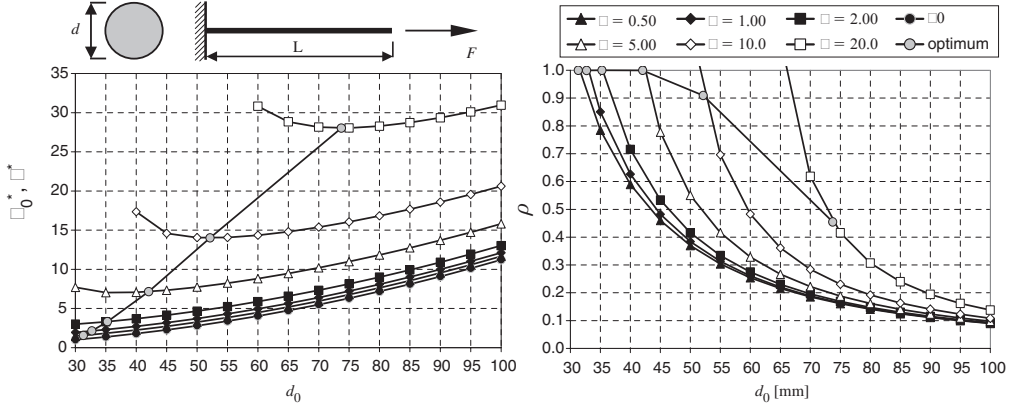 d
L
F
35
30
25
20
15
10
5
0
□₀*, □*
30 35 40 45 50 55 60 65 70 75 80 85 90 95 100
d₀
□ = 0.50 □ = 1.00 □ = 2.00 □0
□ = 5.00 □ = 10.0 □ = 20.0 optimum
1.0
0.9
0.8
0.7
0.6
0.5
0.4
0.3
0.2
0.1
0.0
ρ
30 35 40 45 50 55 60 65 70 75 80 85 90 95 100
d₀ [mm]